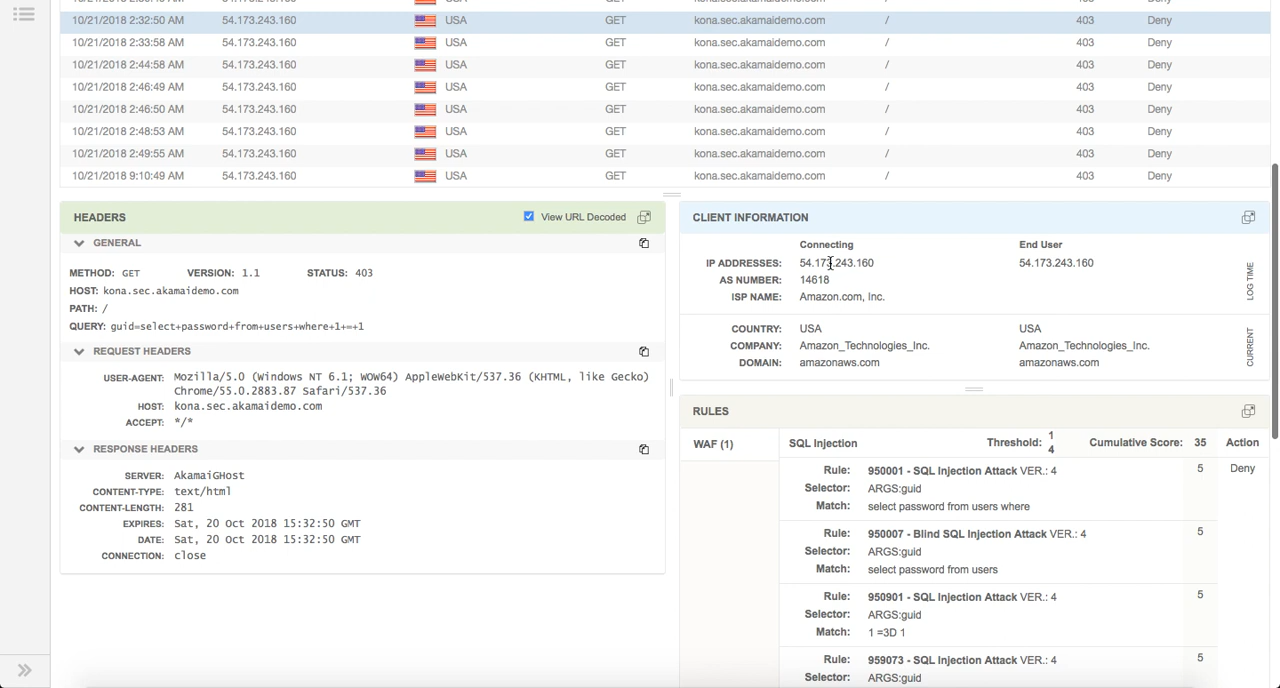 10/21/2018 2:32:50 AM 54.173.243.160 USA GET kona.sec.akamaidemo.com / 403 Deny
10/21/2018 2:33:58 AM 54.173.243.160 USA GET kona.sec.akamaidemo.com / 403 Deny
10/21/2018 2:44:58 AM 54.173.243.160 USA GET kona.sec.akamaidemo.com / 403 Deny
10/21/2018 2:46:49 AM 54.173.243.160 USA GET kona.sec.akamaidemo.com / 403 Deny
10/21/2018 2:46:50 AM 54.173.243.160 USA GET kona.sec.akamaidemo.com / 403 Deny
10/21/2018 2:48:53 AM 54.173.243.160 USA GET kona.sec.akamaidemo.com / 403 Deny
10/21/2018 2:49:55 AM 54.173.243.160 USA GET kona.sec.akamaidemo.com / 403 Deny
10/21/2018 9:10:49 AM 54.173.243.160 USA GET kona.sec.akamaidemo.com / 403 Deny
HEADERS View URL Decoded
GENERAL
METHOD: GET VERSION: 1.1 STATUS: 403
HOST: kona.sec.akamaidemo.com
PATH: /
QUERY: guid=select+password+from+users+where+1+=+1
REQUEST HEADERS
USER-AGENT: Mozilla/5.0 (Windows NT 6.1; WOW64) AppleWebKit/537.36 (KHTML, like Gecko)
Chrome/55.0.2883.87 Safari/537.36
HOST: kona.sec.akamaidemo.com
ACCEPT: */*
RESPONSE HEADERS
SERVER: AkamaiGHost
CONTENT-TYPE: text/html
CONTENT-LENGTH: 281
EXPIRES: Sat, 20 Oct 2018 15:32:50 GMT
DATE: Sat, 20 Oct 2018 15:32:50 GMT
CONNECTION: close
CLIENT INFORMATION
Connecting End User
IP ADDRESSES: 54.173.243.160 54.173.243.160
AS NUMBER: 14618
ISP NAME: Amazon.com, Inc.
LOG TIME
COUNTRY: USA USA
COMPANY: Amazon_Technologies_Inc. Amazon_Technologies_Inc.
DOMAIN: amazonaws.com amazonaws.com
CURRENT
RULES
WAF (1) SQL Injection Threshold: 1 4 Cumulative Score: 35 Action
Rule: 950001 - SQL Injection Attack VER.: 4 5 Deny
Selector: ARGS:guid
Match: select password from users where
Rule: 950007 - Blind SQL Injection Attack VER.: 4 5
Selector: ARGS:guid
Match: select password from users
Rule: 950901 - SQL Injection Attack VER.: 4 5
Selector: ARGS:guid
Match: 1 =3D 1
Rule: 959073 - SQL Injection Attack VER.: 4 5
Selector: ARGS:guid